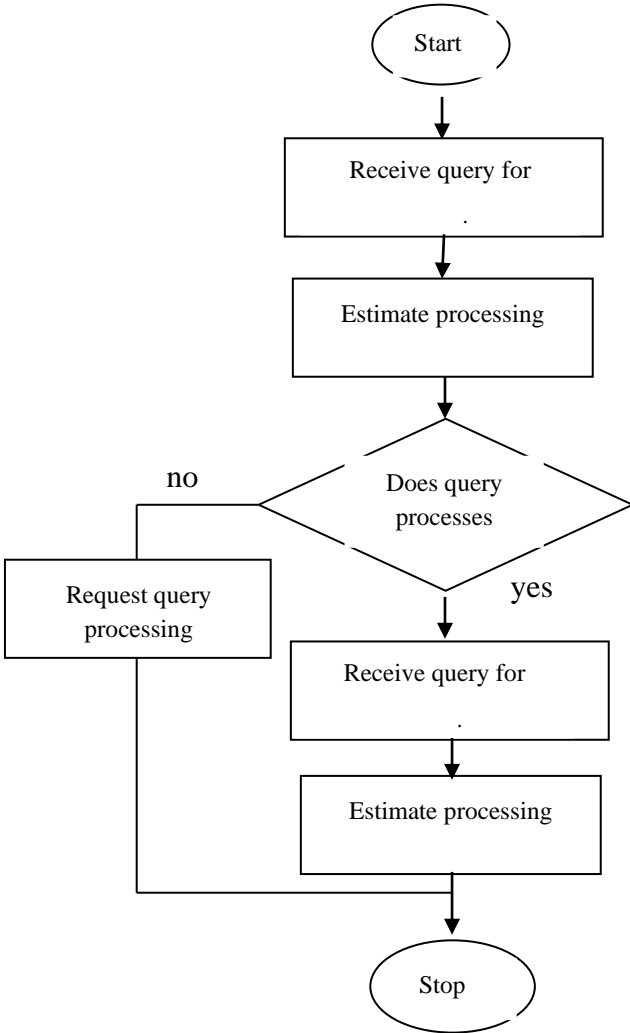 Start
Receive query for
.
Estimate processing
Does query
processes
no
yes
Request query
processing
Receive query for
.
Estimate processing
Stop